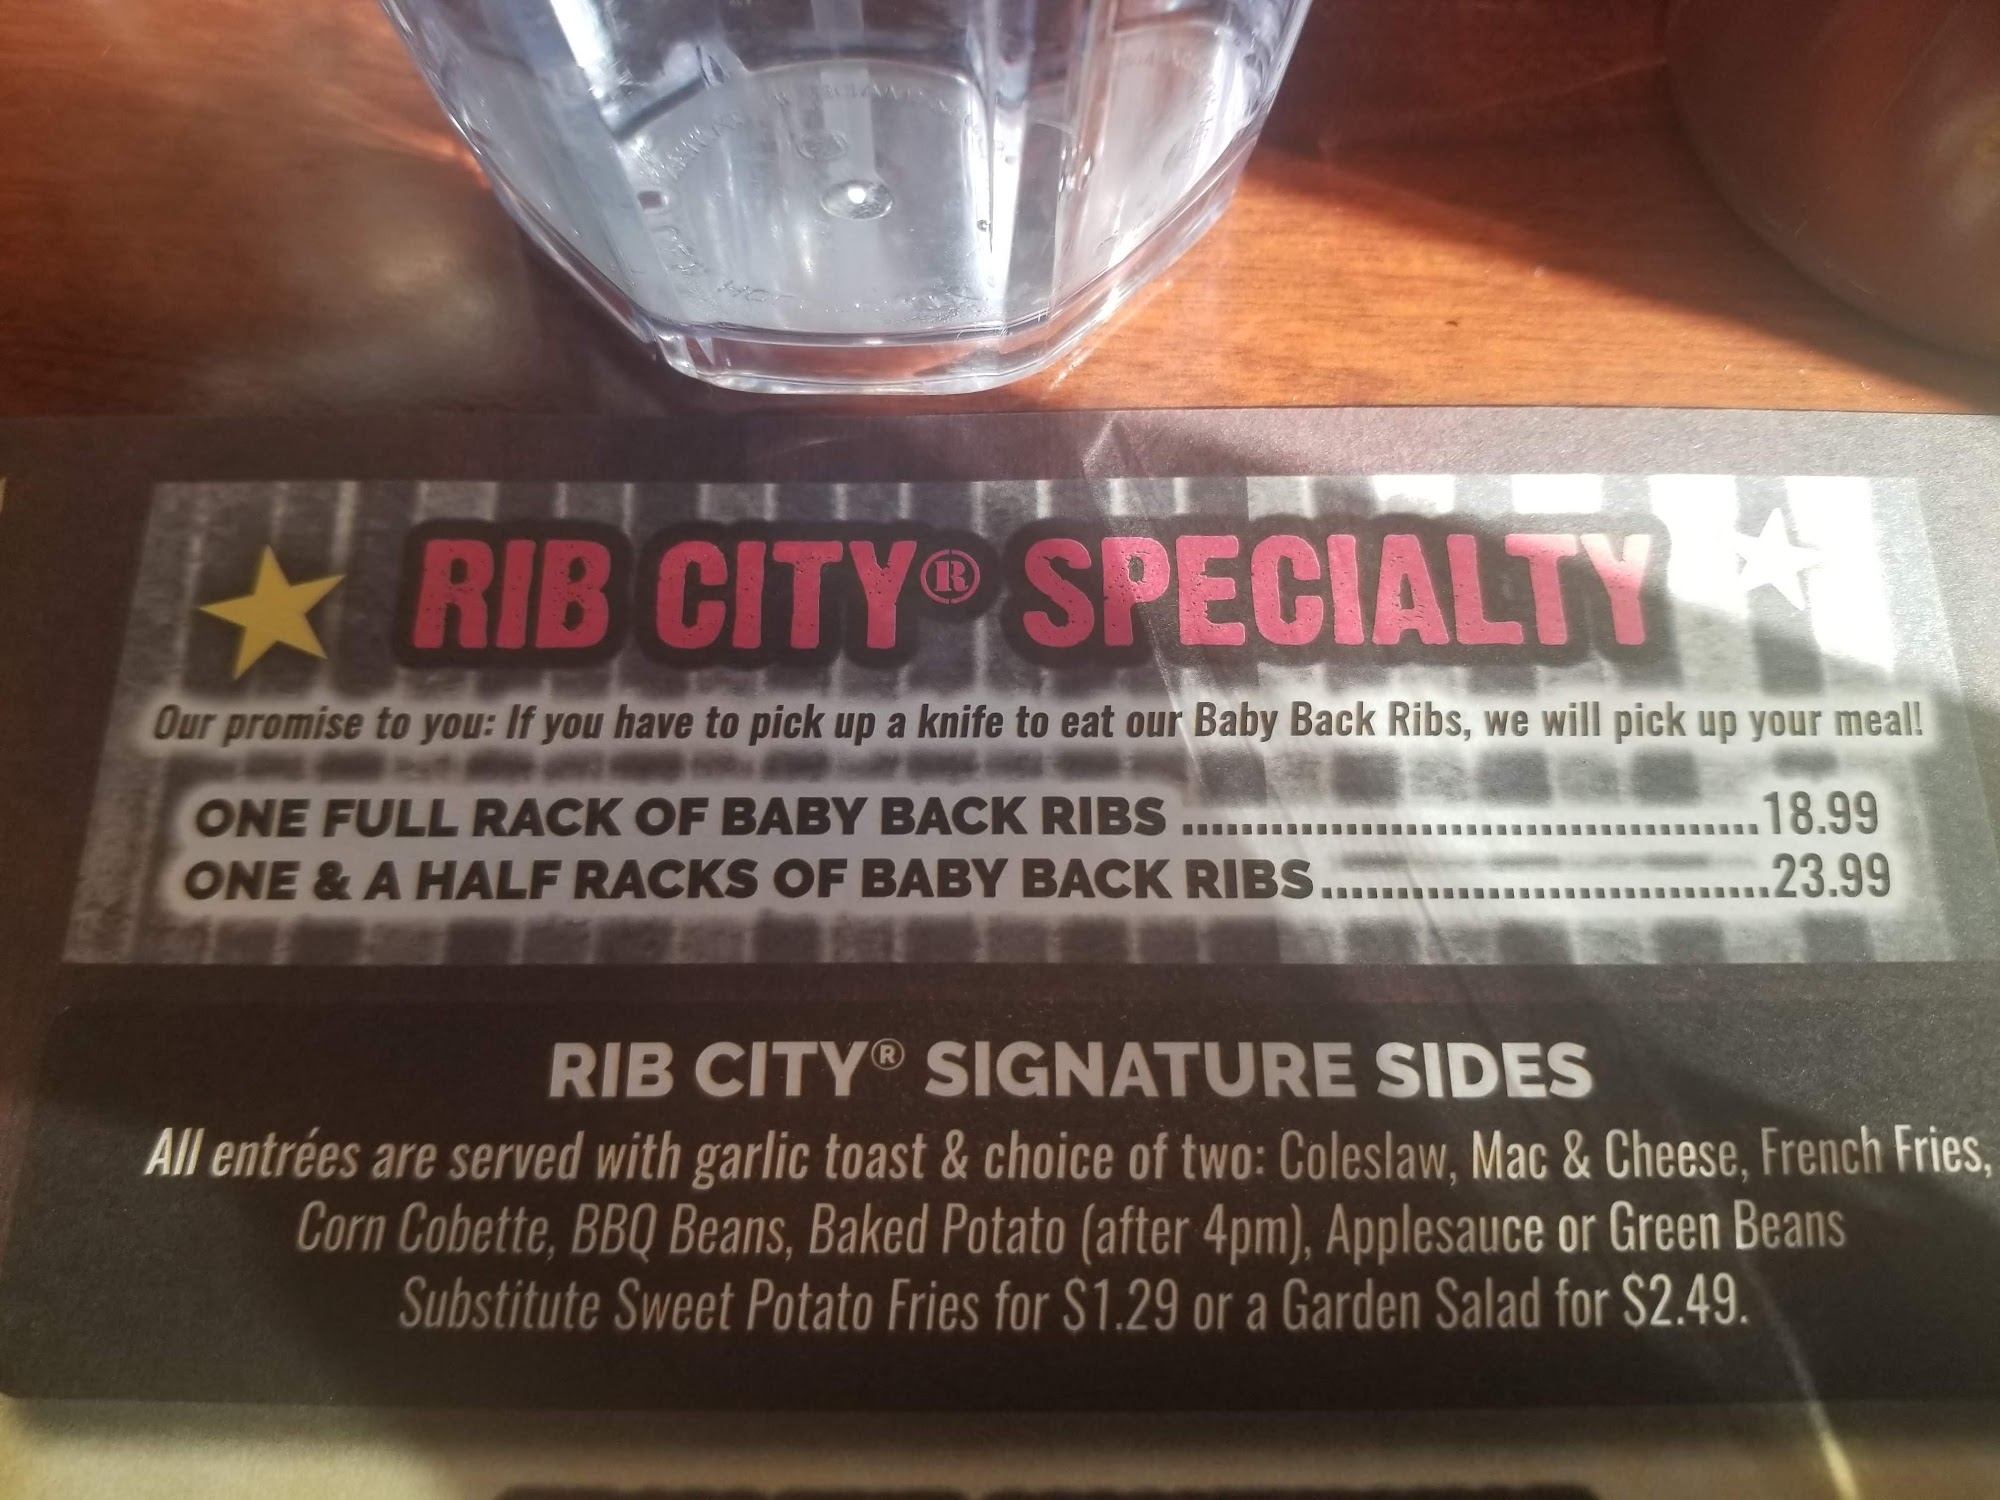 RIB CITY® SPECIALTY
Our promise to you: If you have to pick up a knife to eat our Baby Back Ribs, we will pick up your meal!
ONE FULL RACK OF BABY BACK RIBS ........................................ 18.99
ONE & A HALF RACKS OF BABY BACK RIBS.............................. 23.99
RIB CITY® SIGNATURE SIDES
All entrées are served with garlic toast & choice of two: Coleslaw, Mac & Cheese, French Fries,
Corn Cobette, BBQ Beans, Baked Potato (after 4pm), Applesauce or Green Beans
Substitute Sweet Potato Fries for $1.29 or a Garden Salad for $2.49.